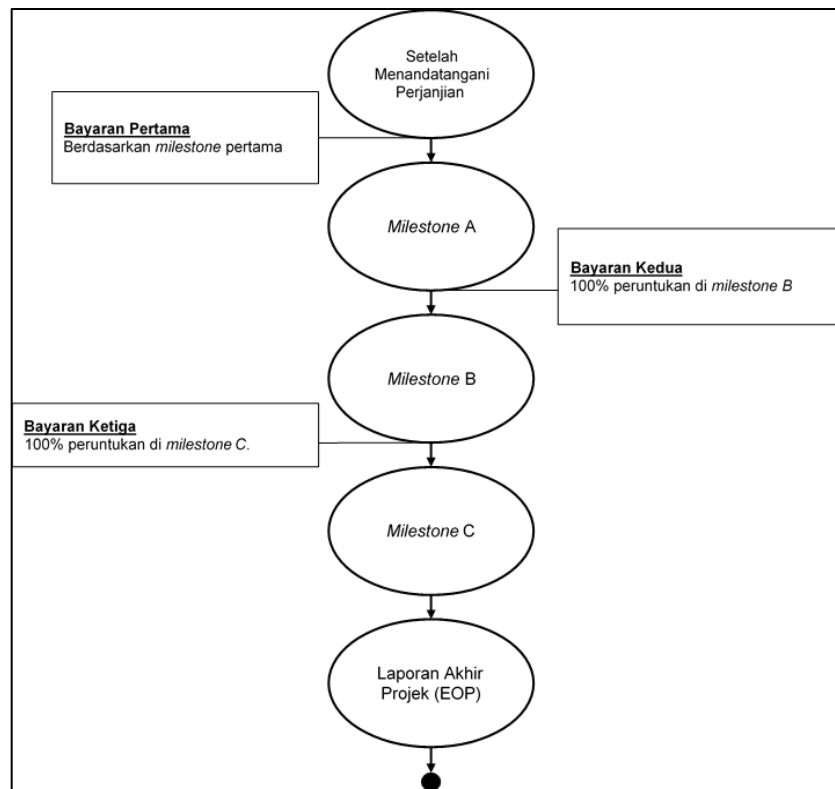 Setelah
Menandatangani
Perjanjian
Bayaran Pertama
Berdasarkan milestone pertama
Milestone A
Bayaran Kedua
100% peruntukan di milestone B
Milestone B
Bayaran Ketiga
100% peruntukan di milestone C.
Milestone C
Laporan Akhir
Projek (EOP)